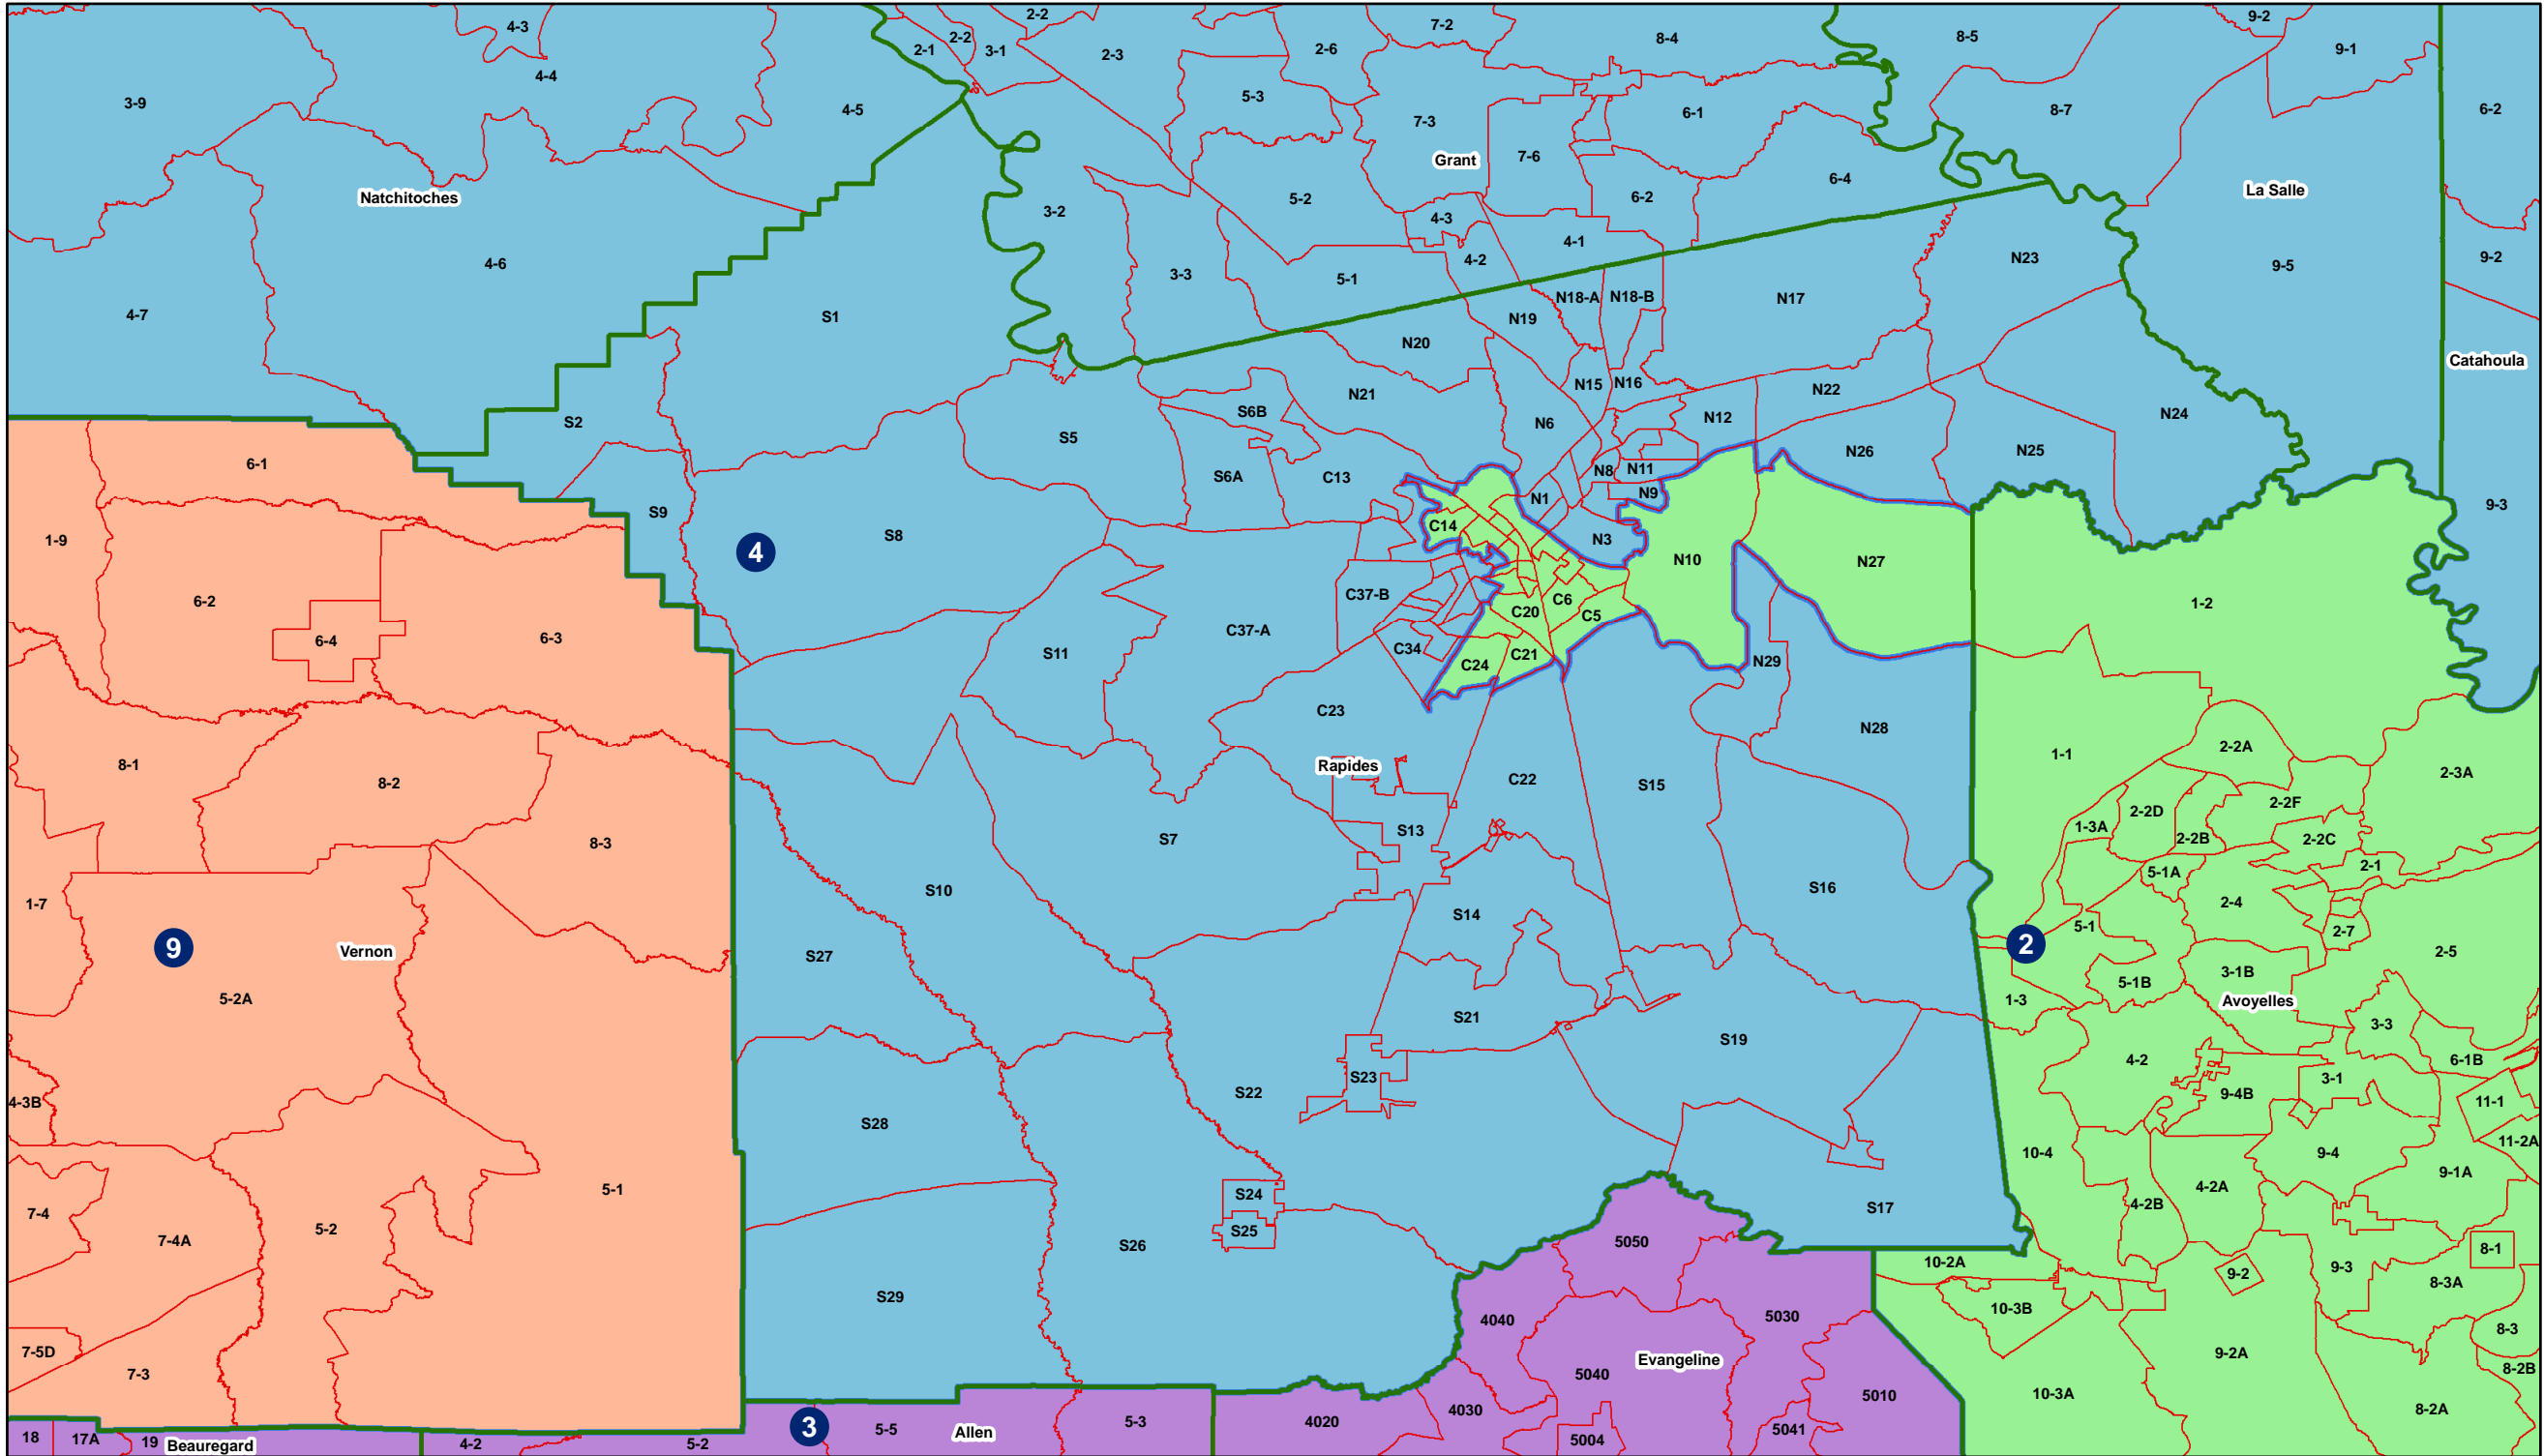 2-2
9-2
4-3
7-2
8-4
8-5
2-2
2-1
3-1
2-3
2-6
9-1
4-4
3-9
4-5
5-3
7-3
6-1
8-7
6-2
Grant
7-6
6-4
La Salle
Natchitoches
3-2
5-2
6-2
4-3
4-1
4-6
3-3
5-1
4-2
N23
9-5
9-2
4-7
S1
N18-A
N18-B
N17
N19
N20
Catahoula
N15
N16
N22
N21
S6B
N12
N24
S2
S5
N6
6-1
S6A
C13
N8
N11
N26
N25
N1
N9
9-3
S9
C14
1-9
S8
4
N3
N10
N27
6-2
C37-B
C6
1-2
C20
C5
6-4
6-3
C37-A
S11
C34
C21
C24
N29
C23
N28
8-1
Rapides
1-1
2-2A
2-3A
8-2
C22
S15
2-2F
2-2D
1-3A
S13
2-2B
2-2C
8-3
S7
2-1
5-1A
S10
S16
1-7
2-4
S14
5-1
2-7
9
Vernon
2
2-5
S27
3-1B
5-1B
5-2A
1-3
Avoyelles
S21
3-3
S19
4-2
6-1B
S23
3-1
S22
9-4B
4-3B
11-1
S28
11-2A
10-4
9-4
9-1A
5-1
4-2A
S24
4-2B
7-4
S17
5-2
S25
7-4A
S26
5050
8-1
10-2A
9-2
9-3
8-3A
S29
10-3B
4040
5030
8-3
7-5D
9-2A
Evangeline
8-2B
7-3
5040
10-3A
5010
4030
8-2A
5-3
4020
3
5-5
Allen
5041
18
17A
19
Beauregard
4-2
5-2
5004